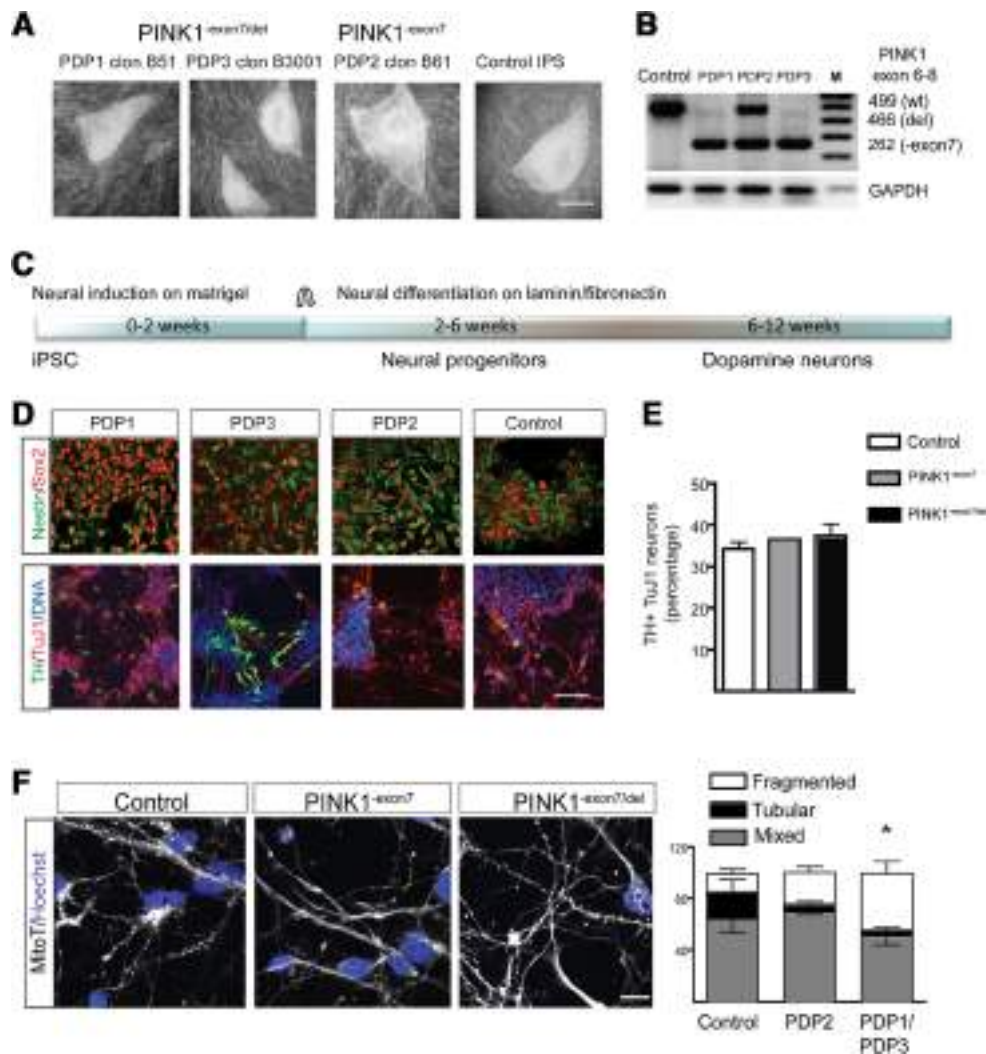 A
PINK1-exon7/del
PINK1-exon7
PDP1 clon B51
PDP3 clon B3001
PDP2 clon B61
Control IPS
B
PINK1
exon 6-8
Control
PDP1
PDP2
PDP3
M
499 (wt)
466 (del)
262 (-exon7)
GAPDH
C
Neural induction on matrigel
Neural differentiation on laminin/fibronectin
0-2 weeks
2-6 weeks
6-12 weeks
iPSC
Neural progenitors
Dopamine neurons
D
PDP1
PDP3
PDP2
Control
Nestin/Sox2
TH/TuJ1/DNA
E
Control
PINK1
PINK1
50
40
30
20
10
TH+ TuJ1 neurons
(percentage)
F
Control
PINK1-exon7
PINK1-exon7/del
MitoT/Hoechst
Fragmented
Tubular
Mixed
*
120
80
40
Control
PDP2
PDP1/
PDP3